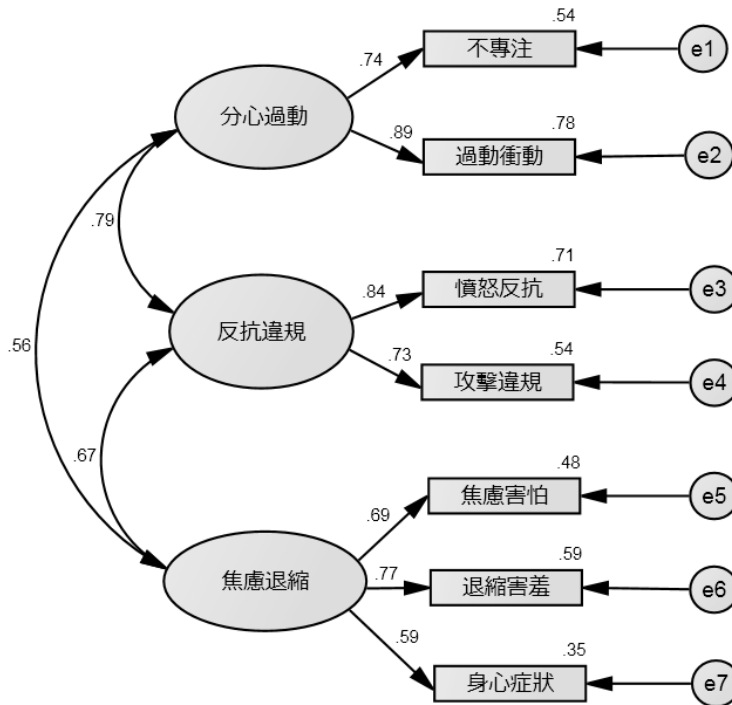 .54
不專注
e1
.74
分心過動
.89
.78
過動衝動
e2
.79
.71
憤怒反抗
e3
.84
反抗違規
.73
.54
攻擊違規
e4
.56
.67
.48
焦慮害怕
e5
.69
焦慮退縮
.77
.59
退縮害羞
e6
.59
.35
身心症狀
e7